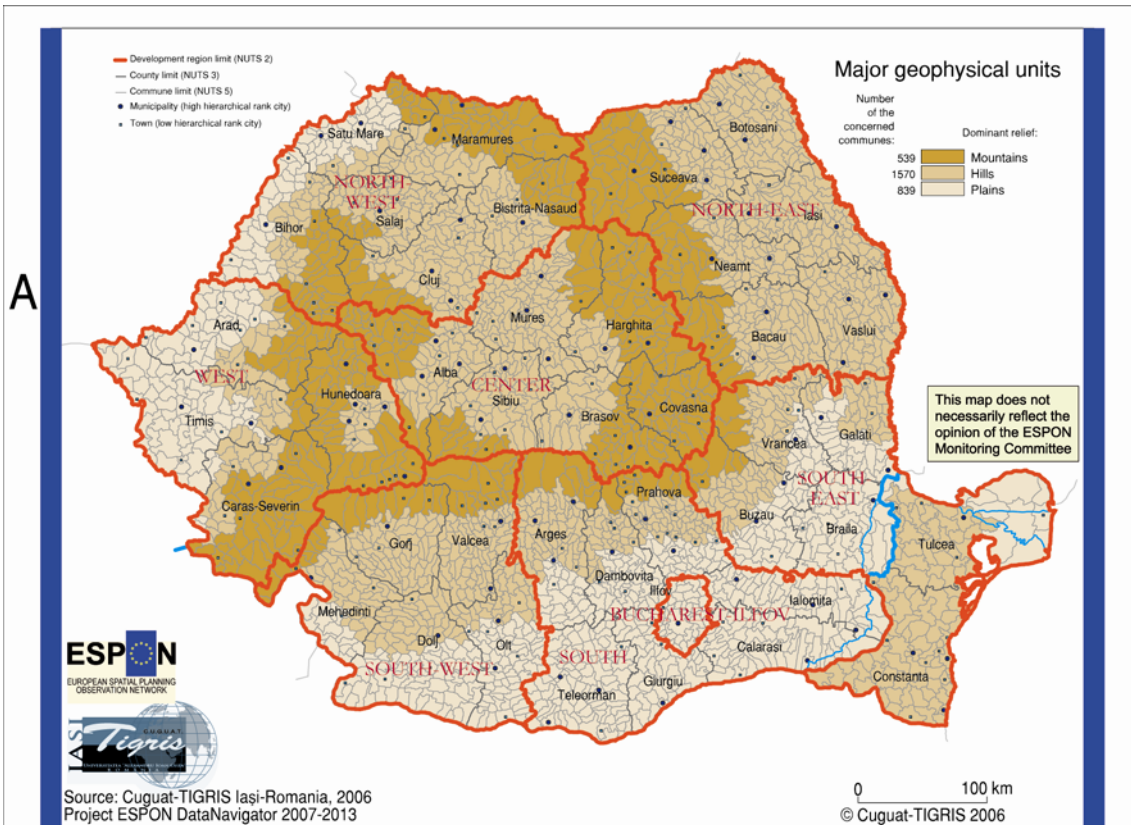 A
Development region limit (NUTS 2)
County limit (NUTS 3)
Commune limit (NUTS 5)
Municipality (high hierarchical rank city)
Town (low hierarchical rank city)
Major geophysical units
Number
of the
concerned
communes:
Dominant relief:
539 Mountains
1570 Hills
839 Plains
Satu Mare
Maramures
Botosani
Suceava
NORTH-
WEST
Bistrita-Nasaud
NORTH-EAST
Iasi
Salaj
Bihor
Neamt
Cluj
Mures
Harghita
Arad
Bacau
Vaslui
Alba
WEST
CENTER
Sibiu
Hunedoara
Brasov
Covasna
Timis
Vrancea
Galati
This map does not
necessarily reflect the
opinion of the ESPON
Monitoring Committee
SOUTH-
EAST
Prahova
Caras-Severin
Buzau
Braila
Gorj
Valcea
Arges
Tulcea
Dambovita
Ilfov
Ialomita
BUCHAREST-ILFOV
Mehedinti
Dolj
Olt
Calarasi
SOUTH-WEST
SOUTH
Giurgiu
Constanta
Teleorman
ESPON
EUROPEAN SPATIAL PLANNING
OBSERVATION NETWORK
IASI
C.U.G.U.A.T.
Tigris
UNIVERSITATEA "ALEXANDRU IOAN CUZA"
ROMANIA
Source: Cuguat-TIGRIS Iaşi-Romania, 2006
Project ESPON DataNavigator 2007-2013
0 100 km
© Cuguat-TIGRIS 2006